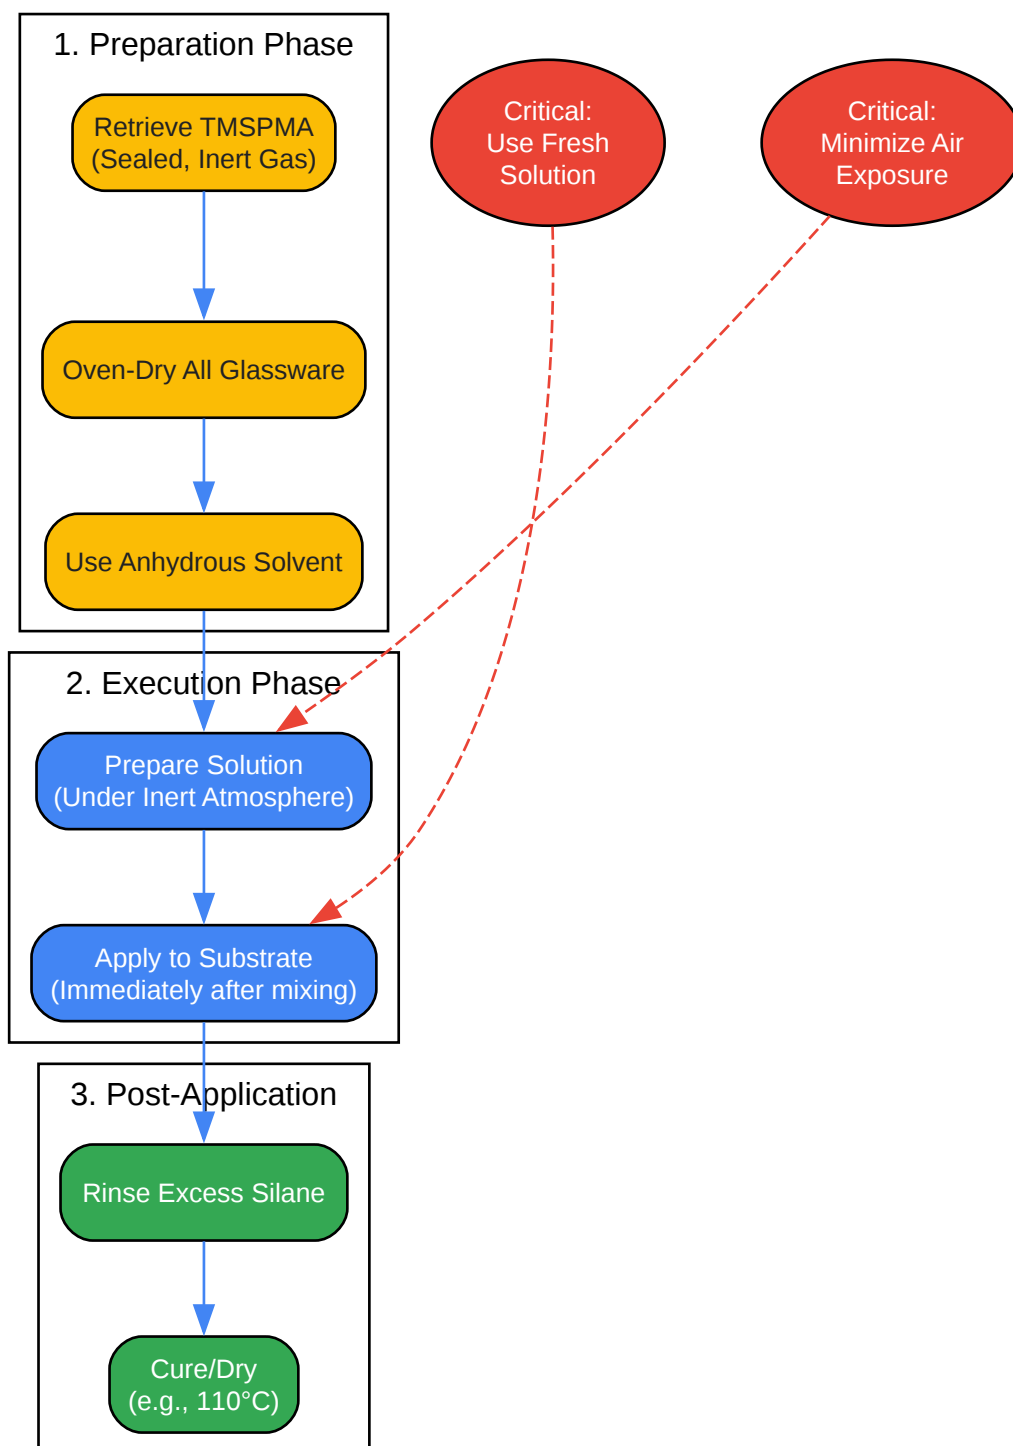 1. Preparation Phase
Retrieve TMSPMA
(Sealed, Inert Gas)
Critical:
Use Fresh
Solution
Critical:
Minimize Air
Exposure
Oven-Dry All Glassware
Use Anhydrous Solvent
2. Execution Phase
Prepare Solution
(Under Inert Atmosphere)
Apply to Substrate
(Immediately after mixing)
3. Post-Application
Rinse Excess Silane
Cure/Dry
(e.g., 110°C)